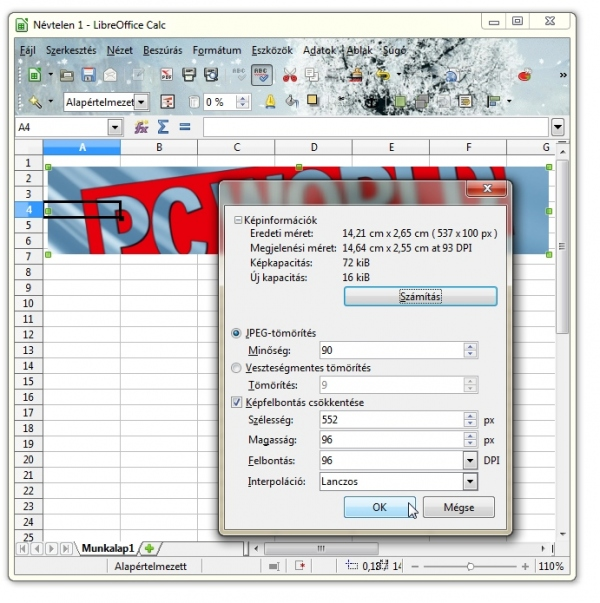 Névtelen 1 - LibreOffice Calc
Fájl Szerkesztés Nézet Beszúrás Formátum Eszközök Adatok Ablak Súgó
PDF ABC ABC
Alapértelmezet 0 %
A4
A B C D E F G
1
2
3
4
5
6
7
8
9
10
11
12
13
14
15
16
17
18
19
20
21
22
23
24
25
PC WORLD
Képinformációk
Eredeti méret: 14,21 cm x 2,65 cm ( 537 x 100 px )
Megjelenési méret: 14,64 cm x 2,55 cm at 93 DPI
Képkapacitás: 72 kiB
Új kapacitás: 16 kiB
Számítás
JPEG-tömörítés
Minőség: 90
Veszteségmentes tömörítés
Tömörítés: 9
Képfelbontás csökkentése
Szélesség: 552 px
Magasság: 96 px
Felbontás: 96 DPI
Interpoláció: Lanczos
OK Mégse
Munkalap1
Alapértelmezett 110%